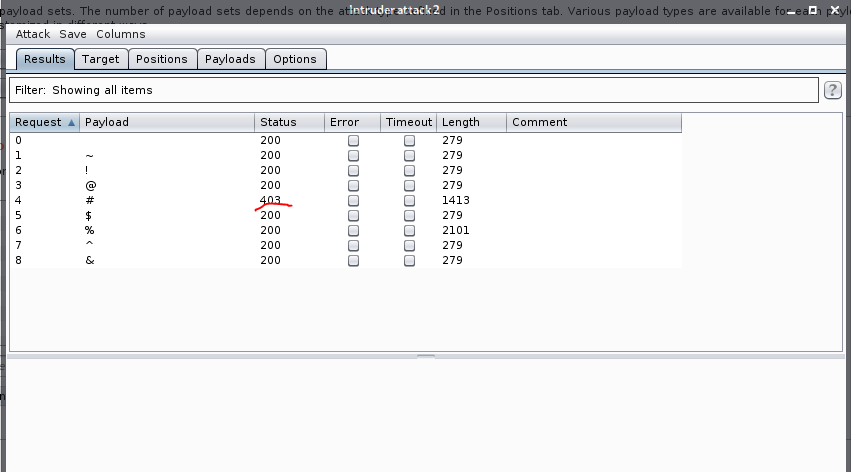 payload sets. The number of payload sets depends on the att
Intruder attack 2
d in the Positions tab. Various payload types are available for each payl
Attack Save Columns
Results Target Positions Payloads Options
Filter: Showing all items ?
Request Payload Status Error Timeout Length Comment
0 200 279
1 ~ 200 279
2 ! 200 279
3 @ 200 279
4 # 403 1413
5 $ 200 279
6 % 200 2101
7 ^ 200 279
8 & 200 279